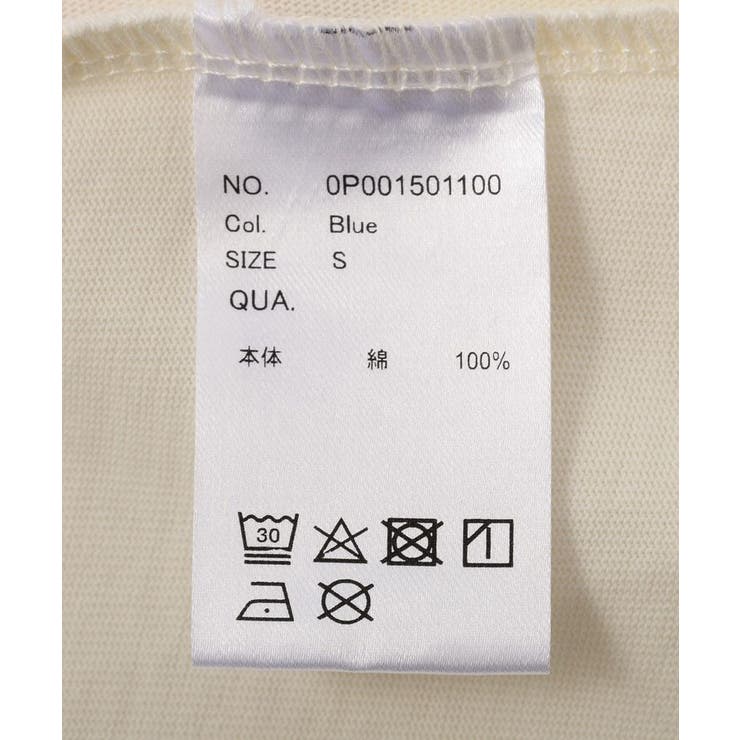 NO. 0P001501100
Col. Blue
SIZE S
QUA.
本体 綿 100%
30